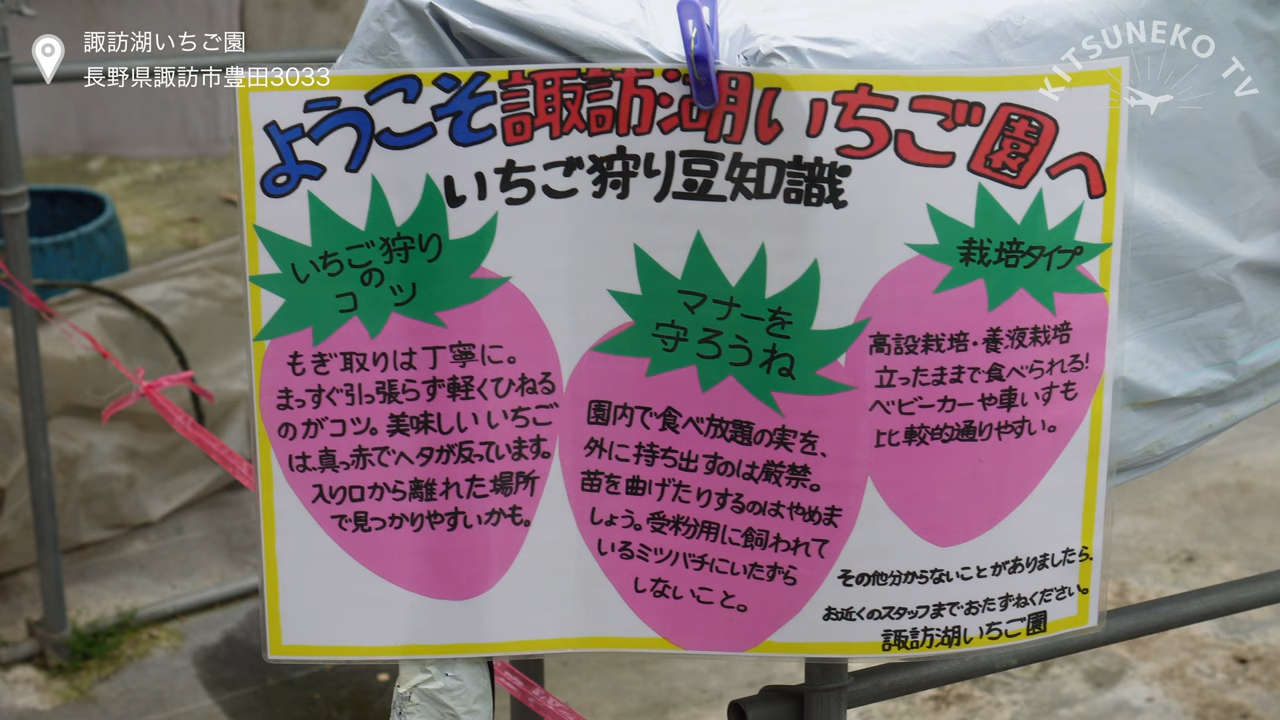 諏訪湖いちご園
長野県諏訪市豊田3033
KITSUNEKO TV
ようこそ諏訪湖いちご園へ
いちご狩り豆知識
いちご狩り
の
コツ
もぎ取りは丁寧に。
まっすぐ引っ張らず軽くひねる
のがコツ。美味しいいちご
は、真っ赤でヘタが反っています。
入り口から離れた場所
で見つかりやすいかも。
マナーを
守ろうね
園内で食べ放題の実を、
外に持ち出すのは厳禁。
苗を曲げたりするのはやめま
しょう。受粉用に飼われて
いるミツバチにいたずら
しないこと。
栽培タイプ
高設栽培・養液栽培
立ったままで食べられる!
ベビーカーや車いすも
比較的通りやすい。
その他分からないことがありましたら、
お近くのスタッフまでおたずねください。
諏訪湖いちご園